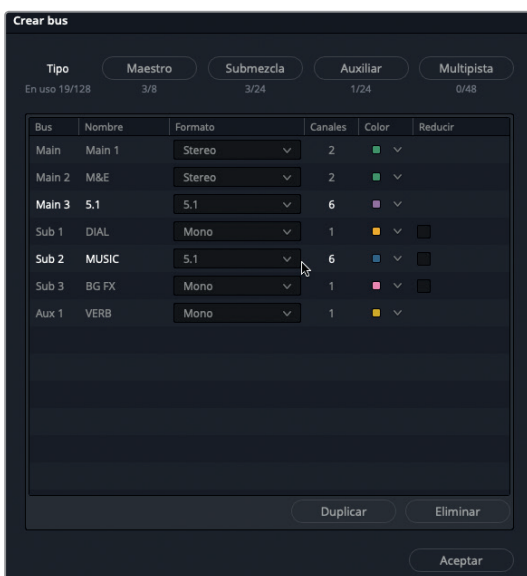 Crear bus
Tipo Maestro Submezcla Auxiliar Multipista
En uso 19/128 3/8 3/24 1/24 0/48
Bus Nombre Formato Canales Color Reducir
Main Main 1 Stereo 2
Main 2 M&E Stereo 2
Main 3 5.1 5.1 6
Sub 1 DIAL Mono 1
Sub 2 MUSIC 5.1 6
Sub 3 BG FX Mono 1
Aux 1 VERB Mono 1
Duplicar Eliminar
Aceptar